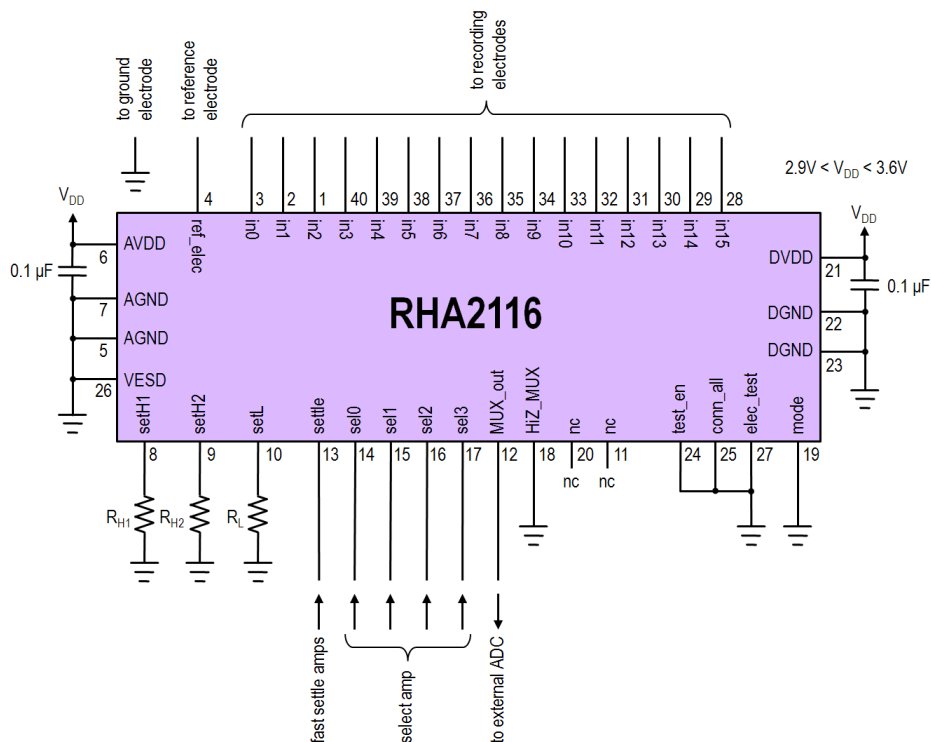 to ground
electrode
to reference
electrode
to recording
electrodes
2.9V < VDD < 3.6V
4
3
2
1
40
39
38
37
36
35
34
33
32
31
30
29
28
ref_elec
in0
in1
in2
in3
in4
in5
in6
in7
in8
in9
in10
in11
in12
in13
in14
in15
VDD
6
AVDD
0.1 µF
7
AGND
5
AGND
26
VESD
VDD
DVDD
21
0.1 µF
DGND
22
DGND
23
RHA2116
setH1
setH2
setL
settle
sel0
sel1
sel2
sel3
MUX_out
HiZ_MUX
nc
nc
test_en
conn_all
elec_test
mode
8
9
10
13
14
15
16
17
12
18
20
11
24
25
27
19
nc
nc
RH1
RH2
RL
fast settle amps
select amp
to external ADC